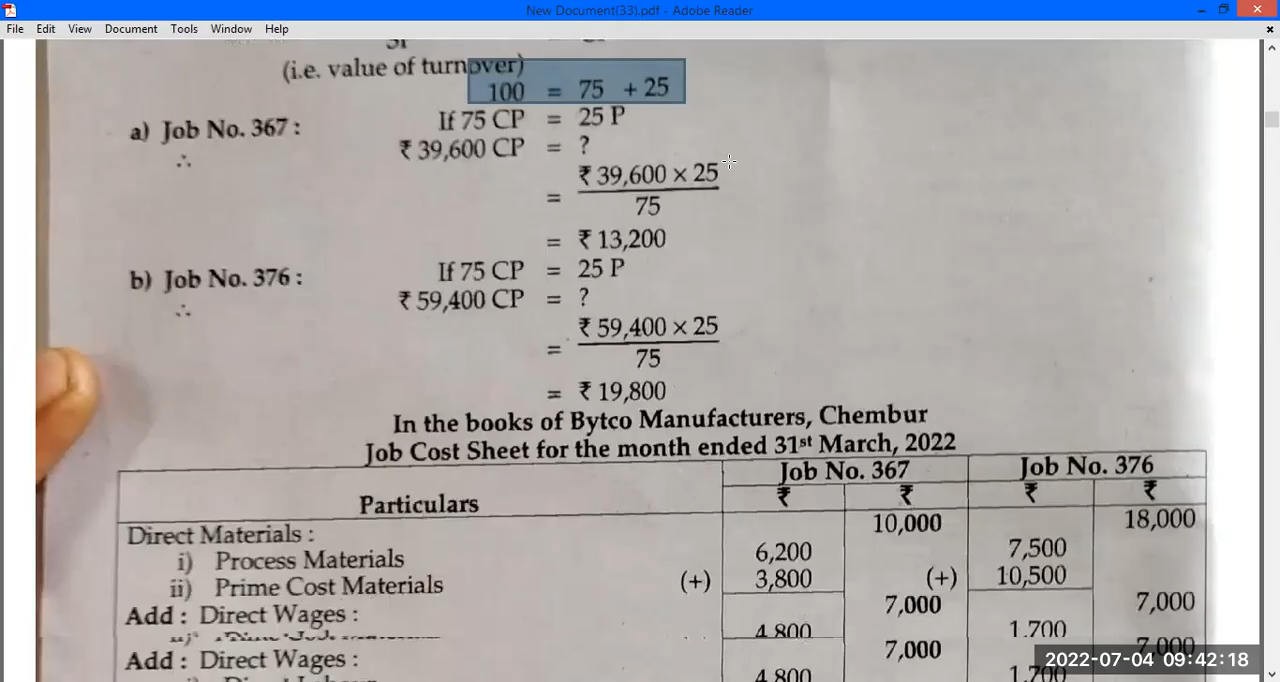 New Document(33).pdf - Adobe Reader
File Edit View Document Tools Window Help
(i.e. value of turnover)
100 = 75 + 25
a) Job No. 367 : If 75 CP = 25 P
∴ ₹ 39,600 CP = ?
= ₹ 39,600 × 25
75
= ₹ 13,200
b) Job No. 376 : If 75 CP = 25 P
∴ ₹ 59,400 CP = ?
= ₹ 59,400 × 25
75
= ₹ 19,800
In the books of Bytco Manufacturers, Chembur
Job Cost Sheet for the month ended 31st March, 2022
Particulars Job No. 367 Job No. 376
₹ ₹ ₹ ₹
Direct Materials : 10,000 18,000
i) Process Materials 6,200 7,500
ii) Prime Cost Materials (+) 3,800 (+) 10,500
Add : Direct Wages : 7,000 7,000
4,800 1,700
Add : Direct Wages : 7,000 7,000
4,800 1,700
2022-07-04 09:42:18